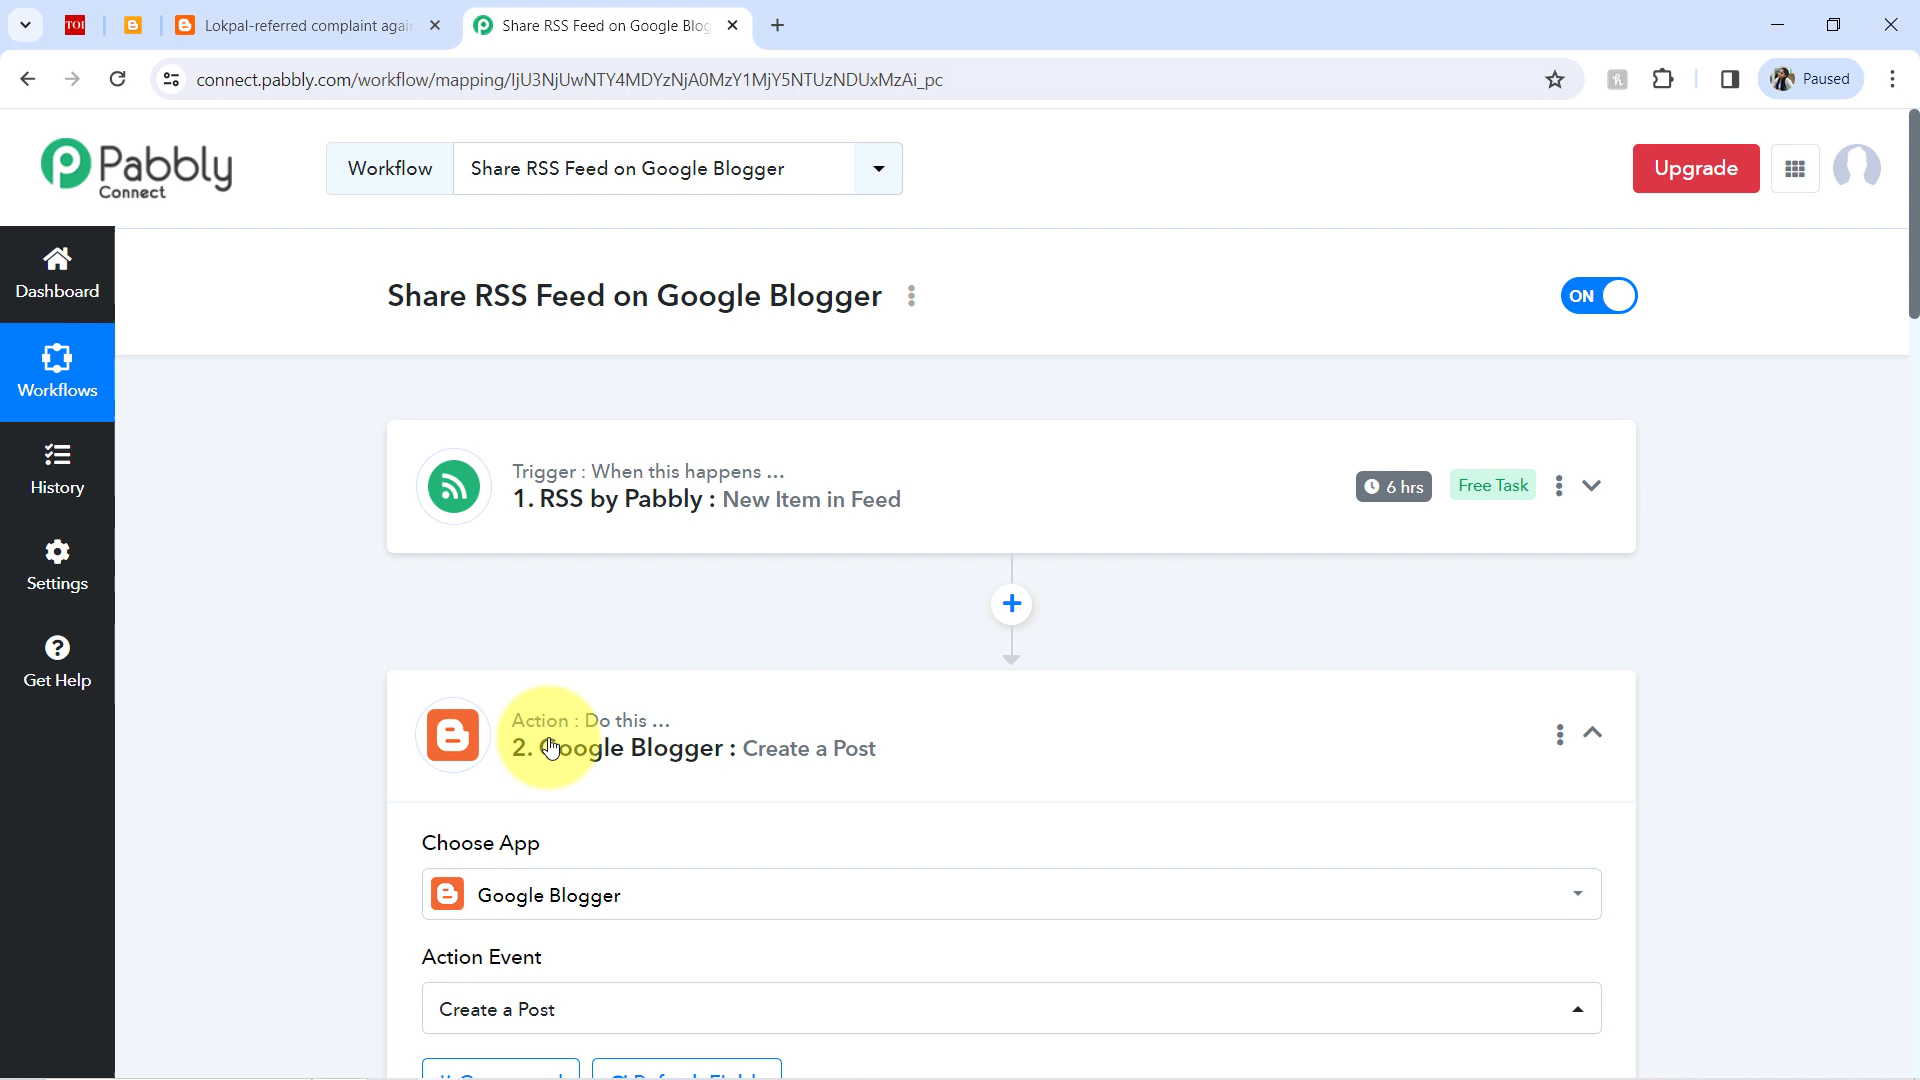 TOI
Lokpal-referred complaint agai
Share RSS Feed on Google Blog
connect.pabbly.com/workflow/mapping/IjU3NjUwNTY4MDYzNjA0MzY1MjY5NTUzNDUxMzAi_pc
Paused
Pabbly
Connect
Workflow
Share RSS Feed on Google Blogger
Upgrade
Dashboard
Workflows
History
Settings
Get Help
Share RSS Feed on Google Blogger
ON
Trigger : When this happens ...
1. RSS by Pabbly : New Item in Feed
6 hrs
Free Task
Action : Do this ...
2. Google Blogger : Create a Post
Choose App
Google Blogger
Action Event
Create a Post